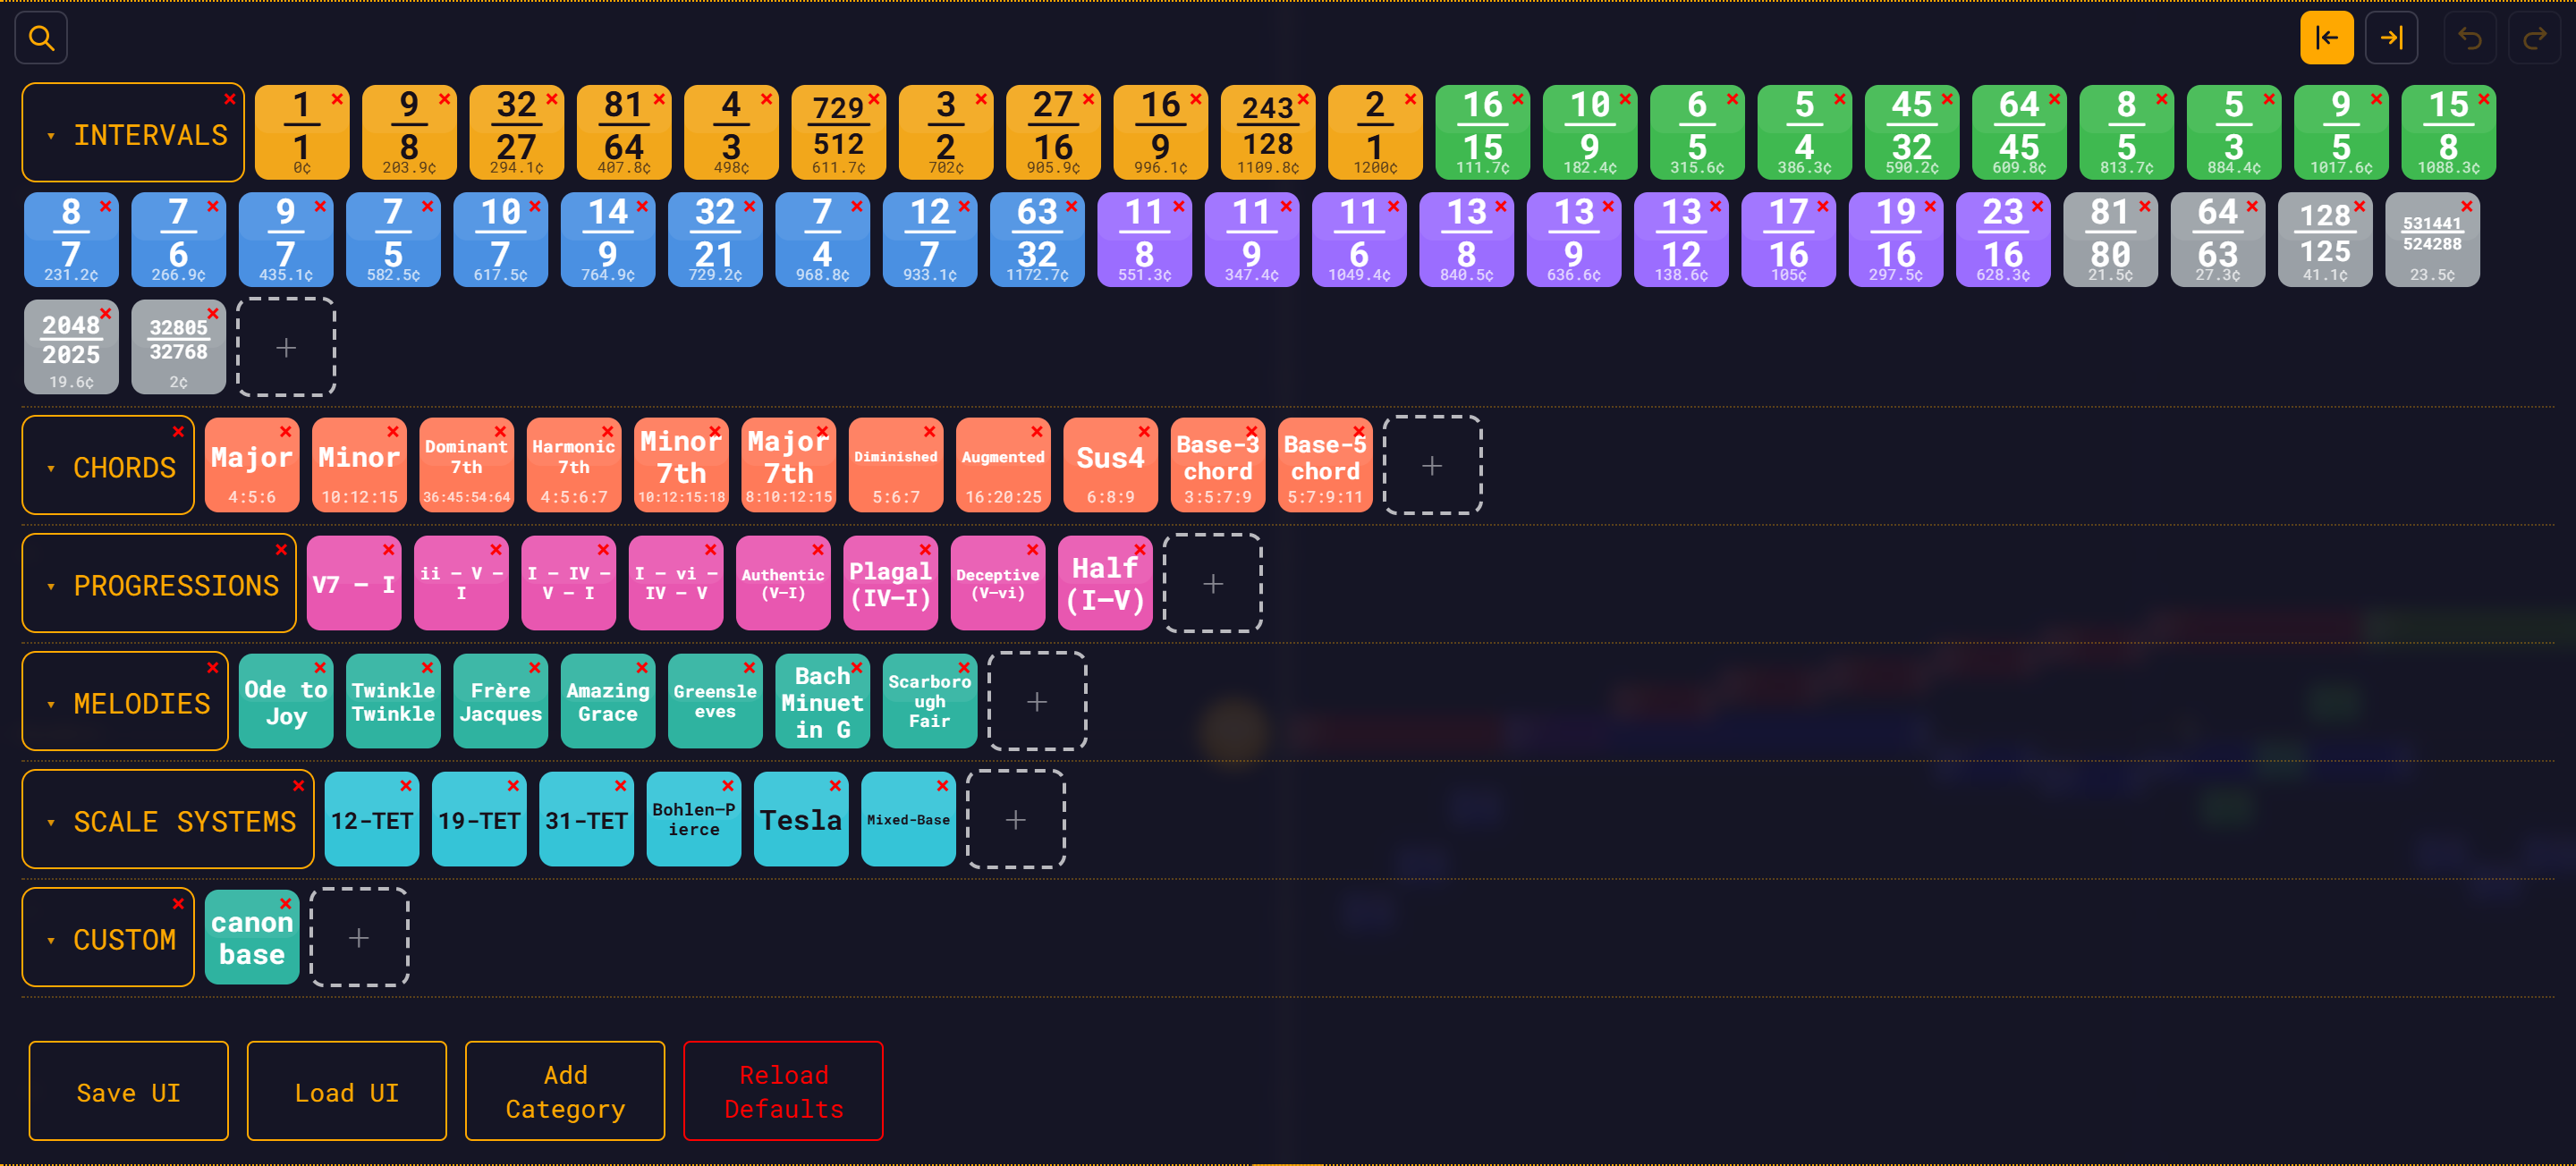 INTERVALS
1/1 0¢
9/8 203.9¢
32/27 294.1¢
81/64 407.8¢
4/3 498¢
729/512 611.7¢
3/2 702¢
27/16 905.9¢
16/9 996.1¢
243/128 1109.8¢
2/1 1200¢
16/15 111.7¢
10/9 182.4¢
6/5 315.6¢
5/4 386.3¢
45/32 590.2¢
64/45 609.8¢
8/5 813.7¢
5/3 884.4¢
9/5 1017.6¢
15/8 1088.3¢
8/7 231.2¢
7/6 266.9¢
9/7 435.1¢
7/5 582.5¢
10/7 617.5¢
14/9 764.9¢
32/21 729.2¢
7/4 968.8¢
12/7 933.1¢
63/32 1172.7¢
11/8 551.3¢
11/9 347.4¢
11/6 1049.4¢
13/8 840.5¢
13/9 636.6¢
13/12 138.6¢
17/16 105¢
19/16 297.5¢
23/16 628.3¢
81/80 21.5¢
64/63 27.3¢
128/125 41.1¢
531441/524288 23.5¢
2048/2025 19.6¢
32805/32768 2¢
+
CHORDS
Major
4:5:6
Minor
10:12:15
Dominant
7th
36:45:54:64
Harmonic
7th
4:5:6:7
Minor
7th
10:12:15:18
Major
7th
8:10:12:15
Diminished
5:6:7
Augmented
16:20:25
Sus4
6:8:9
Base-3
chord
3:5:7:9
Base-5
chord
5:7:9:11
+
PROGRESSIONS
V7 – I
ii – V –
I
I – IV –
V – I
I – vi –
IV – V
Authentic
(V–I)
Plagal
(IV–I)
Deceptive
(V–vi)
Half
(I–V)
+
MELODIES
Ode to
Joy
Twinkle
Twinkle
Frère
Jacques
Amazing
Grace
Greensle
eves
Bach
Minuet
in G
Scarboro
ugh
Fair
+
SCALE SYSTEMS
12-TET
19-TET
31-TET
Bohlen–P
ierce
Tesla
Mixed-Base
+
CUSTOM
canon
base
+
Save UI
Load UI
Add
Category
Reload
Defaults